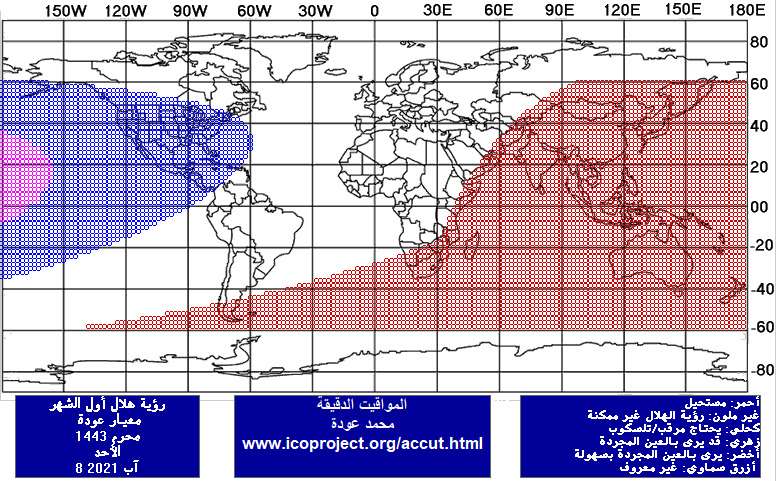 150W 120W 90W 60W 30W 0 30E 60E 90E 120E 150E 180E
80
60
40
20
00
-20
-40
-60
-80
رؤية هلال أول الشهر
معيار عودة
محرم 1443
الأحد
8 آب 2021
المواقيت الدقيقة
محمد عودة
www.icoproject.org/accut.html
أحمر: مستحيل
غير ملون: رؤية الهلال غير ممكنة
كحلي: يحتاج مرقب/تلسكوب
زهري: قد يرى بالعين المجردة
أخضر: يرى بالعين المجردة بسهولة
أزرق سماوي: غير معروف